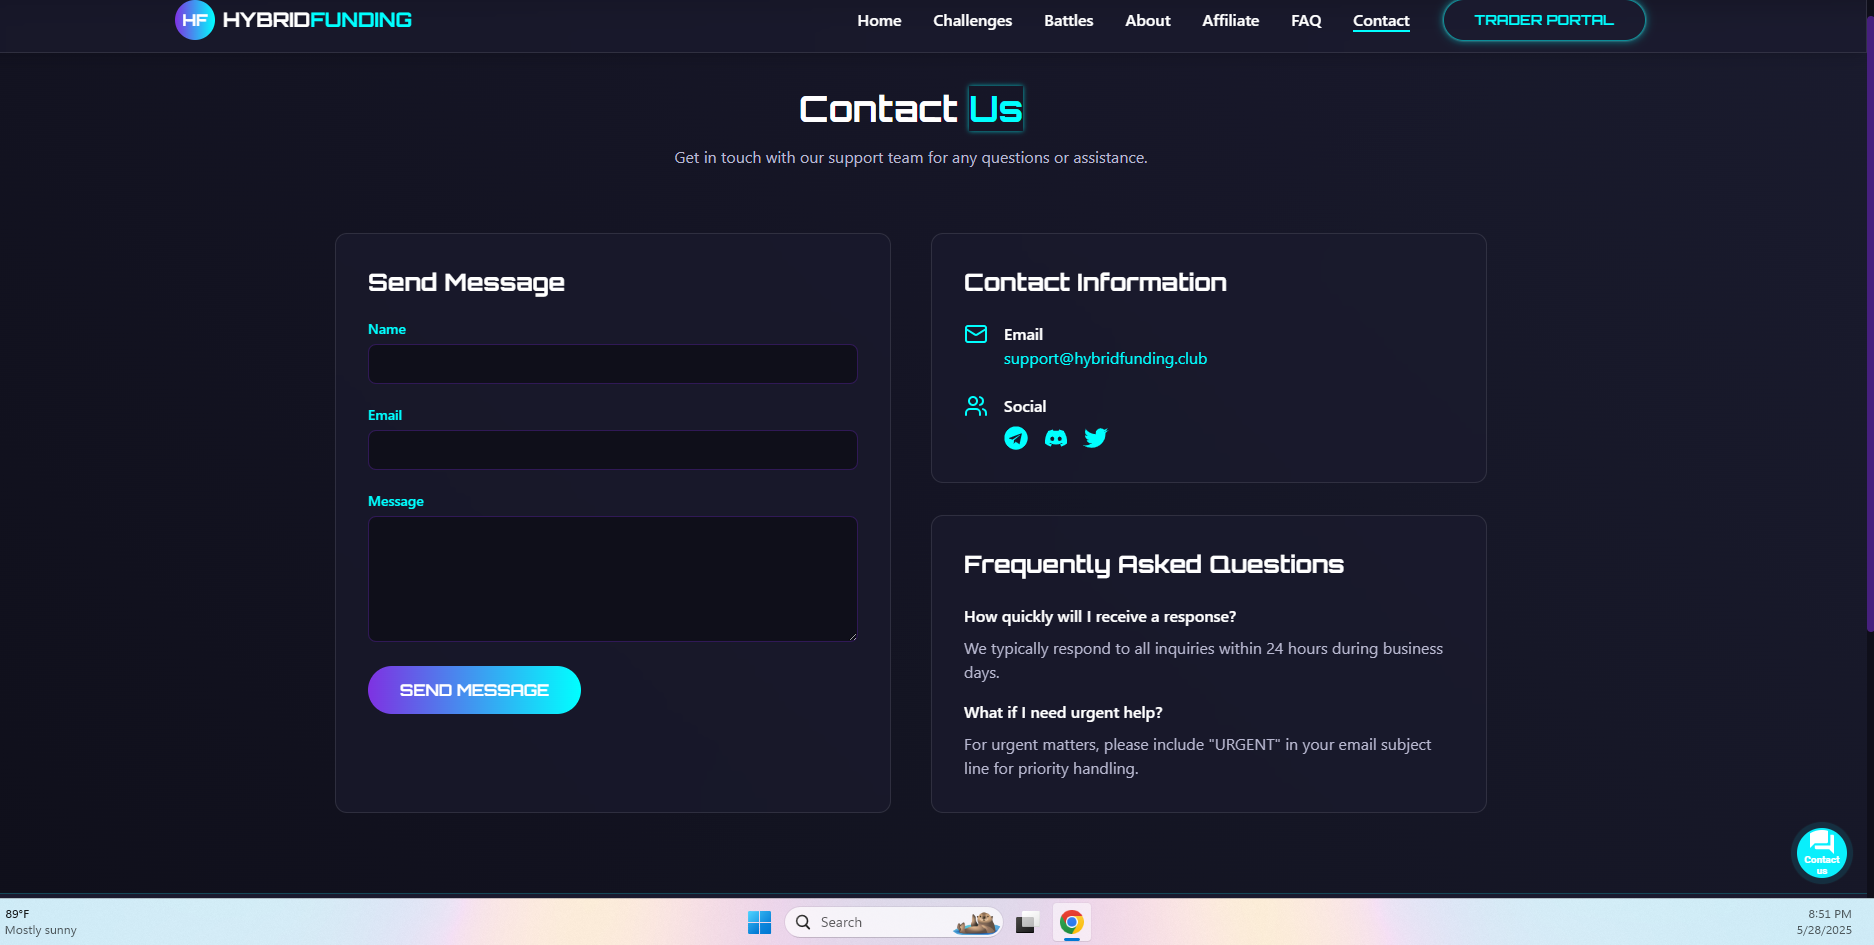 HF HYBRIDFUNDING
Home Challenges Battles About Affiliate FAQ Contact TRADER PORTAL
Contact Us
Get in touch with our support team for any questions or assistance.
Send Message
Name
Email
Message
SEND MESSAGE
Contact Information
Email
support@hybridfunding.club
Social
Frequently Asked Questions
How quickly will I receive a response?
We typically respond to all inquiries within 24 hours during business
days.
What if I need urgent help?
For urgent matters, please include "URGENT" in your email subject
line for priority handling.
Contact
us
89°F
Mostly sunny
Search
8:51 PM
5/28/2025